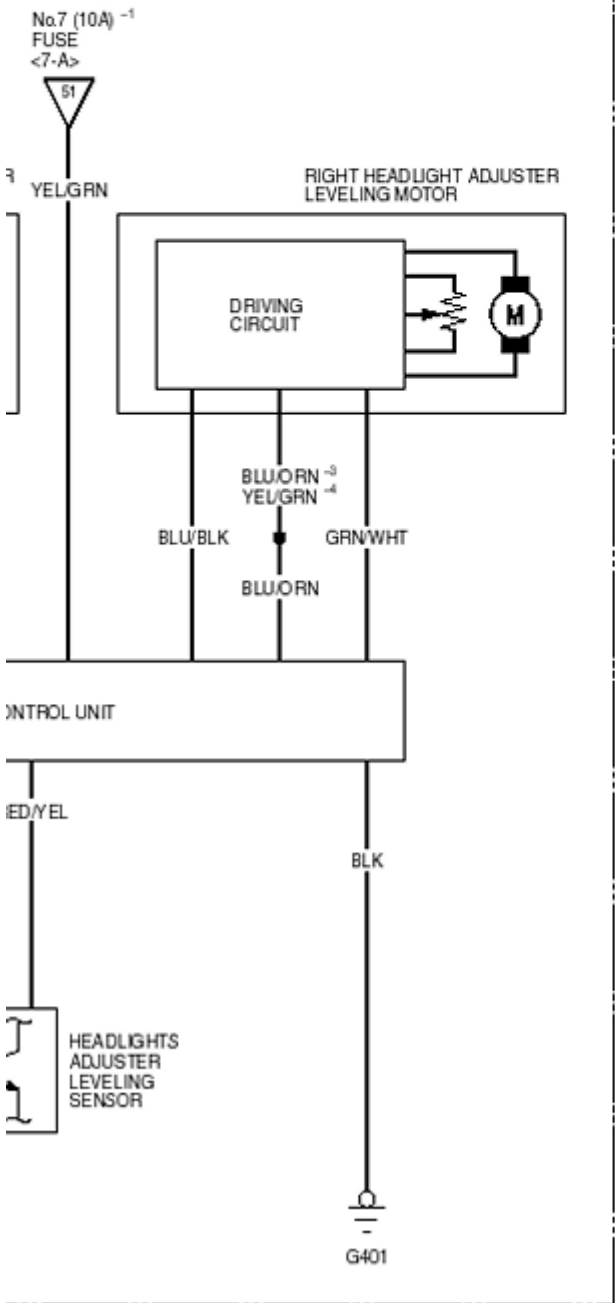 No.7 (10A) -1
FUSE
<7-A>
51
YEL/GRN
RIGHT HEADLIGHT ADJUSTER
LEVELING MOTOR
DRIVING
CIRCUIT
M
BLU/ORN -3
YEL/GRN -4
BLU/BLK
GRN/WHT
BLU/ORN
ONTROL UNIT
RED/YEL
BLK
HEADLIGHTS
ADJUSTER
LEVELING
SENSOR
G401